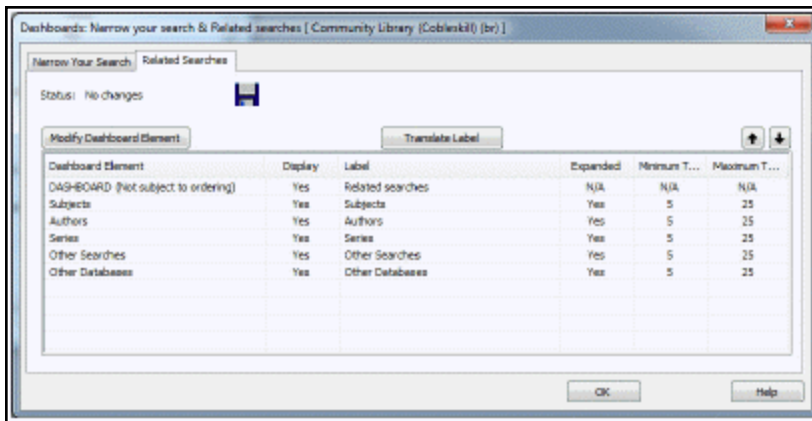 Dashboards: Narrow your search & Related searches [ Community Library (Cobleskill) (br) ]
Narrow Your Search Related Searches
Status: No changes
Modify Dashboard Element Translate Label
Dashboard Element Display Label Expanded Minimum T... Maximum T...
DASHBOARD (Not subject to ordering) Yes Related searches N/A N/A N/A
Subjects Yes Subjects Yes 5 25
Authors Yes Authors Yes 5 25
Series Yes Series Yes 5 25
Other Searches Yes Other Searches Yes 5 25
Other Databases Yes Other Databases Yes 5 25
OK Help